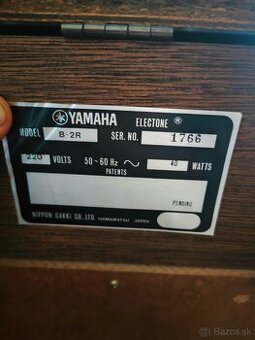 YAMAHA ELECTONE ®
MODEL B-2R SER. NO. 1766
220 VOLTS 50~60 Hz ~ 40 WATTS
PATENTS
PENDING
NIPPON GAKKI CO., LTD. HAMAMATSU JAPAN
Bazos.sk